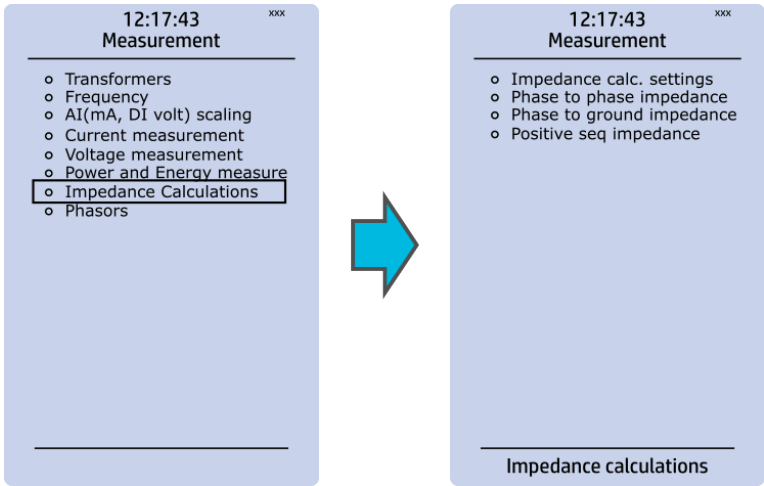 12:17:43 xxx
Measurement
Transformers
Frequency
AI(mA, DI volt) scaling
Current measurement
Voltage measurement
Power and Energy measure
Impedance Calculations
Phasors
12:17:43 xxx
Measurement
Impedance calc. settings
Phase to phase impedance
Phase to ground impedance
Positive seq impedance
Impedance calculations